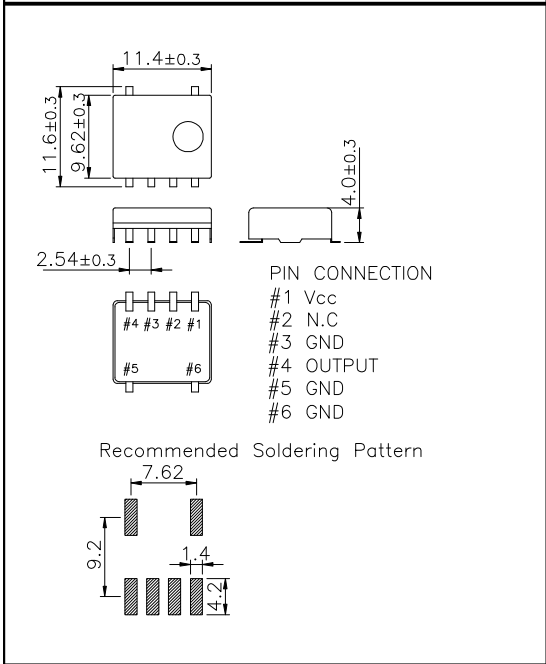 11.4±0.3
11.6±0.3
9.62±0.3
4.0±0.3
2.54±0.3
#4 #3 #2 #1
#5 #6
PIN CONNECTION
#1 Vcc
#2 N.C
#3 GND
#4 OUTPUT
#5 GND
#6 GND
Recommended Soldering Pattern
7.62
9.2
1.4
4.2